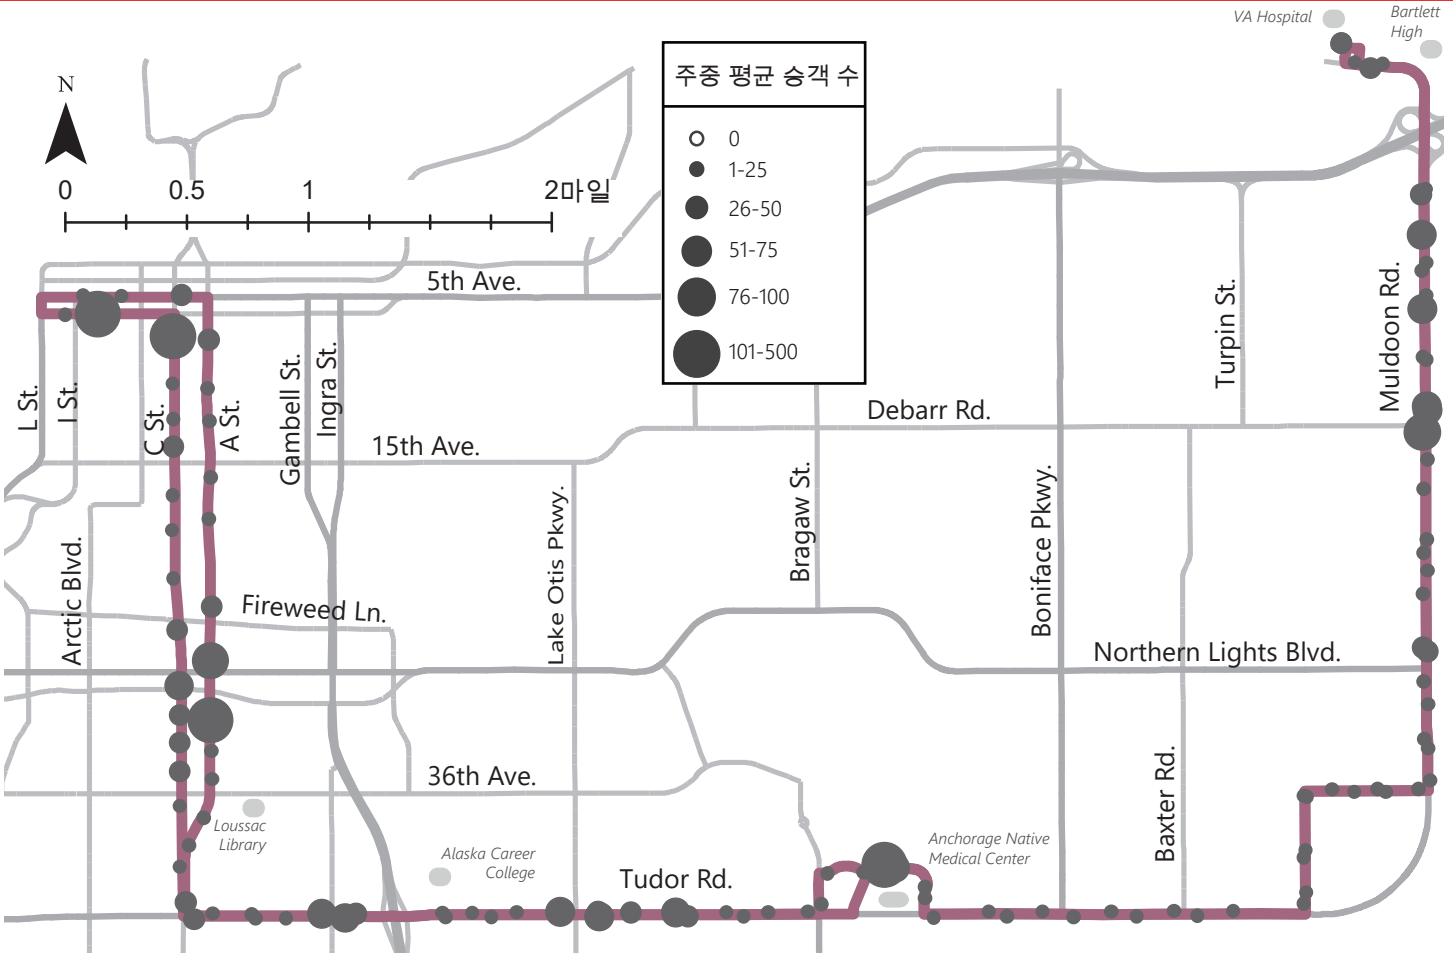 VA Hospital
Bartlett
High
N
0
0.5
1
2마일
주중 평균 승객 수
0
1-25
26-50
51-75
76-100
101-500
5th Ave.
L St.
I St.
C St.
A St.
Gambell St.
Ingra St.
15th Ave.
Debarr Rd.
Turpin St.
Muldoon Rd.
Arctic Blvd.
Fireweed Ln.
Lake Otis Pkwy.
Bragaw St.
Boniface Pkwy.
Northern Lights Blvd.
36th Ave.
Baxter Rd.
Loussac
Library
Alaska Career
College
Tudor Rd.
Anchorage Native
Medical Center